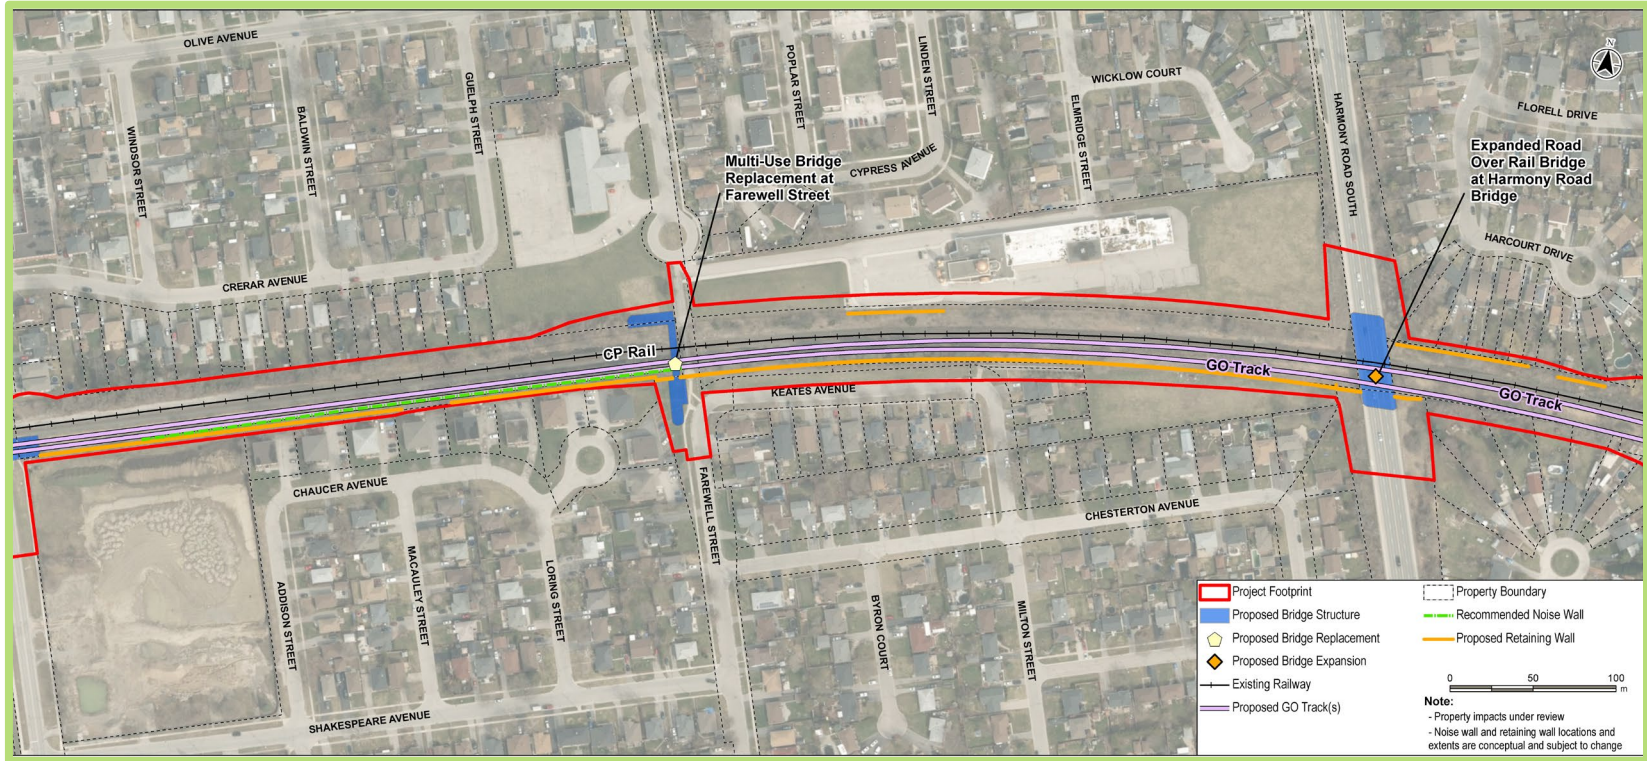 OLIVE AVENUE
WINDSOR STREET
BALDWIN STREET
GUELPH STREET
CRERAR AVENUE
POPLAR STREET
LINDEN STREET
CYPRESS AVENUE
WICKLOW COURT
ELMRIDGE STREET
HARMONY ROAD SOUTH
FLORELL DRIVE
HARCOURT DRIVE
N
Multi-Use Bridge
Replacement at
Farewell Street
Expanded Road
Over Rail Bridge
at Harmony Road
Bridge
CP Rail
GO Track
GO Track
KEATES AVENUE
CHAUCER AVENUE
ADDISON STREET
MACAULEY STREET
LORING STREET
FAREWELL STREET
SHAKESPEARE AVENUE
BYRON COURT
MILTON STREET
CHESTERTON AVENUE
Project Footprint
Proposed Bridge Structure
Proposed Bridge Replacement
Proposed Bridge Expansion
Existing Railway
Proposed GO Track(s)
Property Boundary
Recommended Noise Wall
Proposed Retaining Wall
0 50 100
m
Note:
- Property impacts under review
- Noise wall and retaining wall locations and
extents are conceptual and subject to change